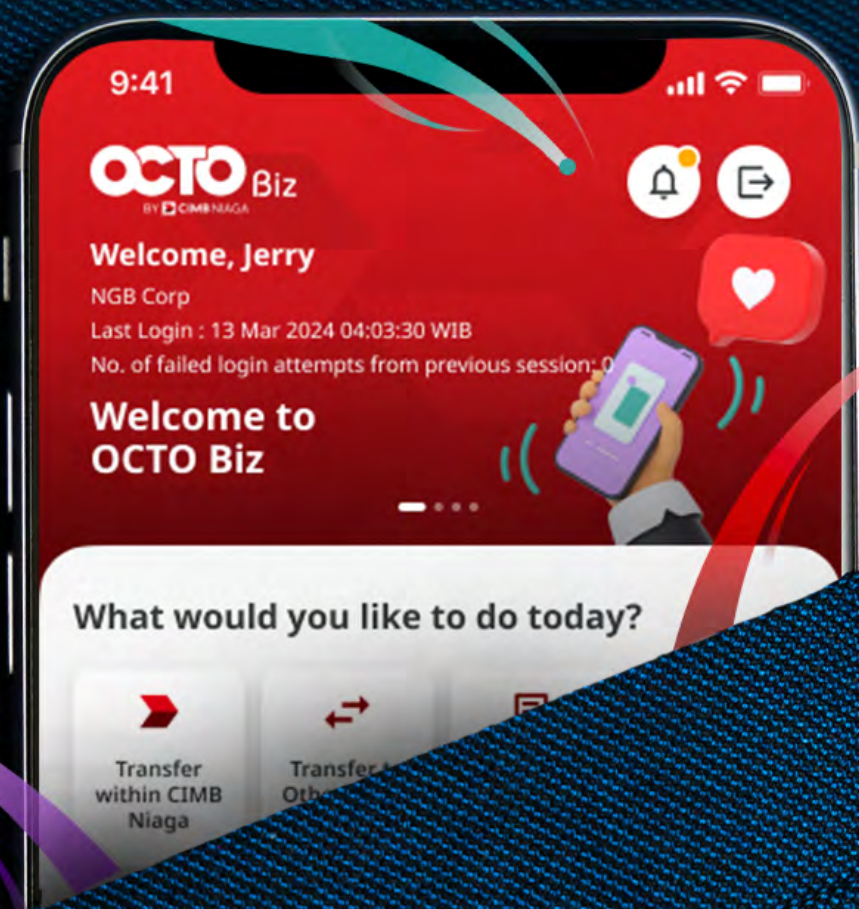 9:41
OCTO Biz
BY CIMB NIAGA
Welcome, Jerry
NGB Corp
Last Login : 13 Mar 2024 04:03:30 WIB
No. of failed login attempts from previous session: 0
Welcome to
OCTO Biz
What would you like to do today?
Transfer
within CIMB
Niaga
Transfer